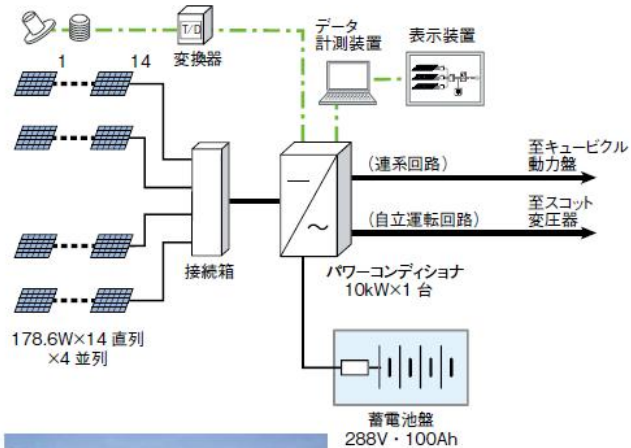 T/D
変換器
データ
計測装置
表示装置
1 14
接続箱
(連系回路)
至キュービクル
動力盤
(自立運転回路)
至スコット
変圧器
パワーコンディショナ
10kW×1 台
178.6W×14 直列
×4 並列
蓄電池盤
288V・100Ah